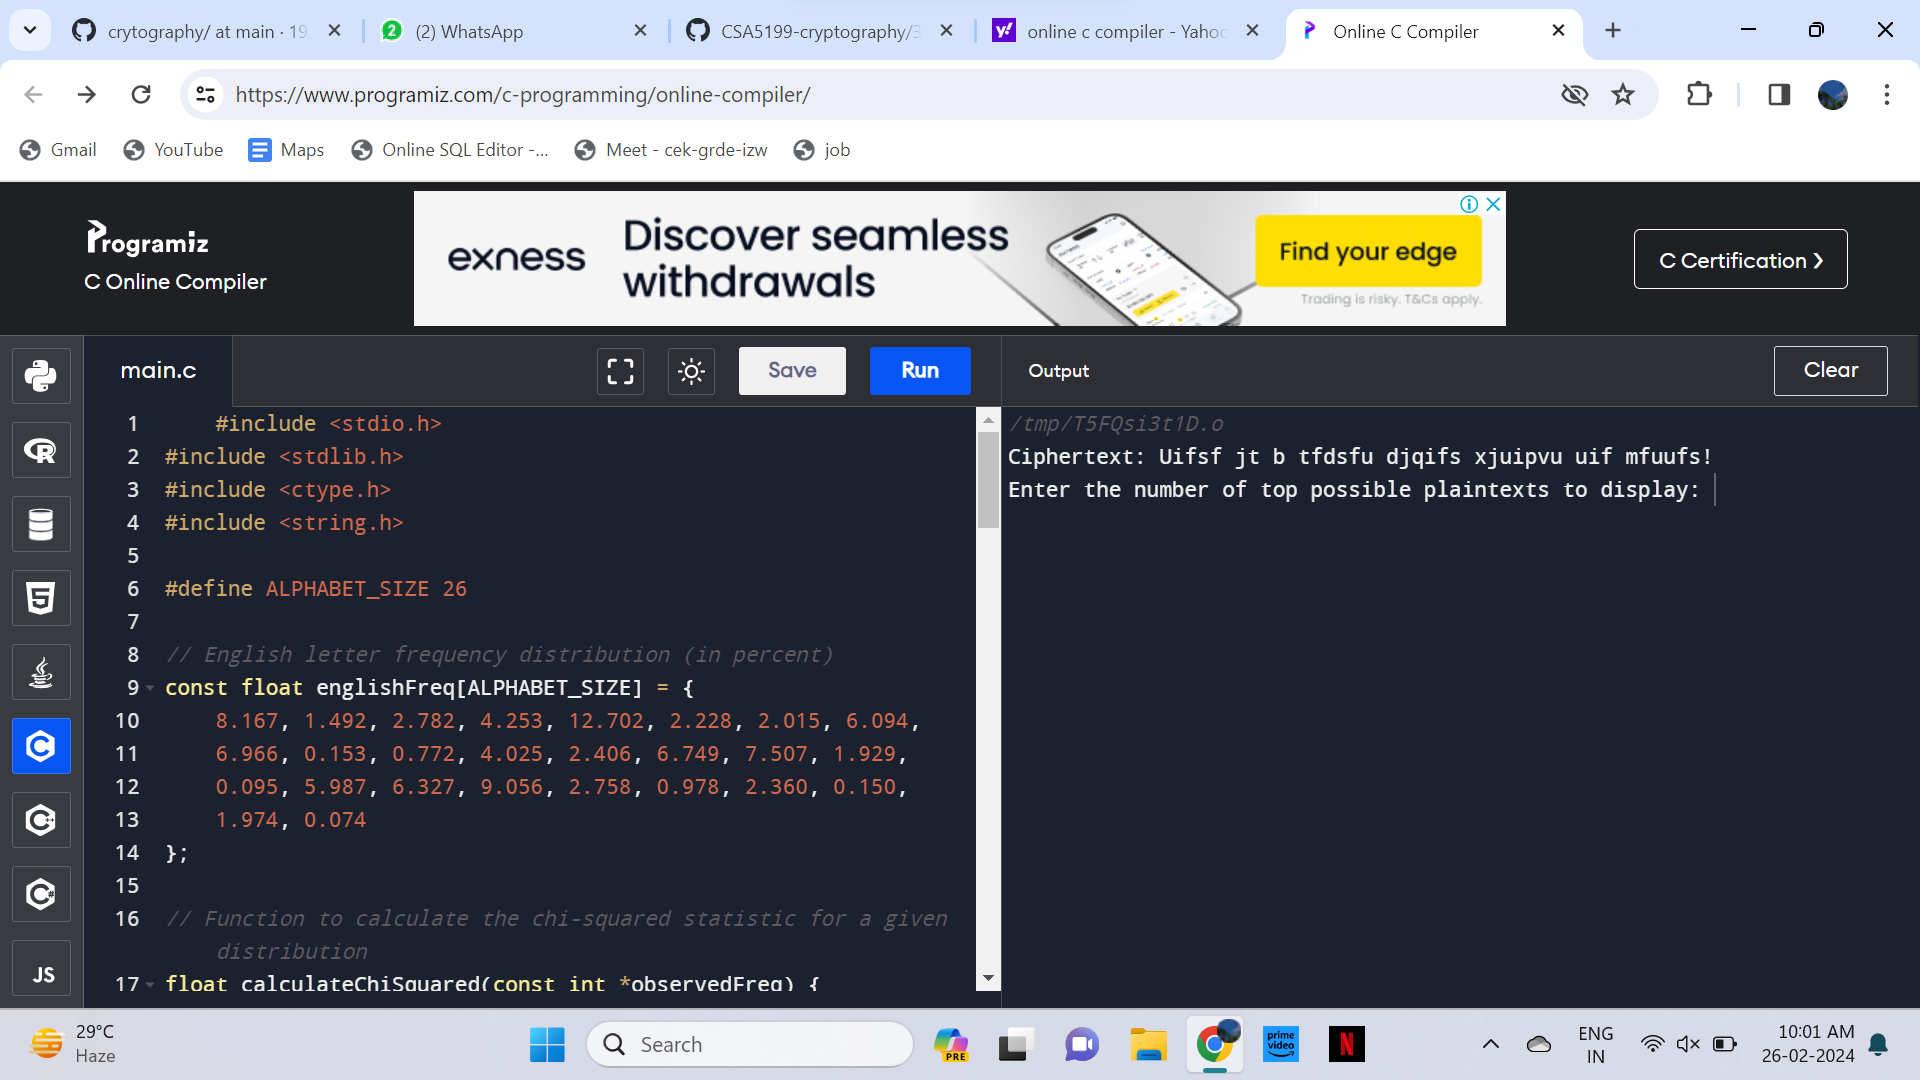 crytography/ at main · 19
(2) WhatsApp
CSA5199-cryptography/3
online c compiler - Yahoo
Online C Compiler
https://www.programiz.com/c-programming/online-compiler/
Gmail
YouTube
Maps
Online SQL Editor -...
Meet - cek-grde-izw
job
Programiz
C Online Compiler
exness
Discover seamless
withdrawals
Find your edge
Trading is risky. T&Cs apply.
C Certification ❯
main.c
Save
Run
Output
Clear
1 #include <stdio.h>
2 #include <stdlib.h>
3 #include <ctype.h>
4 #include <string.h>
5
6 #define ALPHABET_SIZE 26
7
8 // English letter frequency distribution (in percent)
9 const float englishFreq[ALPHABET_SIZE] = {
10 8.167, 1.492, 2.782, 4.253, 12.702, 2.228, 2.015, 6.094,
11 6.966, 0.153, 0.772, 4.025, 2.406, 6.749, 7.507, 1.929,
12 0.095, 5.987, 6.327, 9.056, 2.758, 0.978, 2.360, 0.150,
13 1.974, 0.074
14 };
15
16 // Function to calculate the chi-squared statistic for a given
distribution
17 float calculateChiSquared(const int *observedFreq) {
/tmp/T5FQsi3t1D.o
Ciphertext: Uifsf jt b tfdsfu djqifs xjuipvu uif mfuufs!
Enter the number of top possible plaintexts to display:
JS
29°C
Haze
Search
PRE
prime
video
N
ENG
IN
10:01 AM
26-02-2024